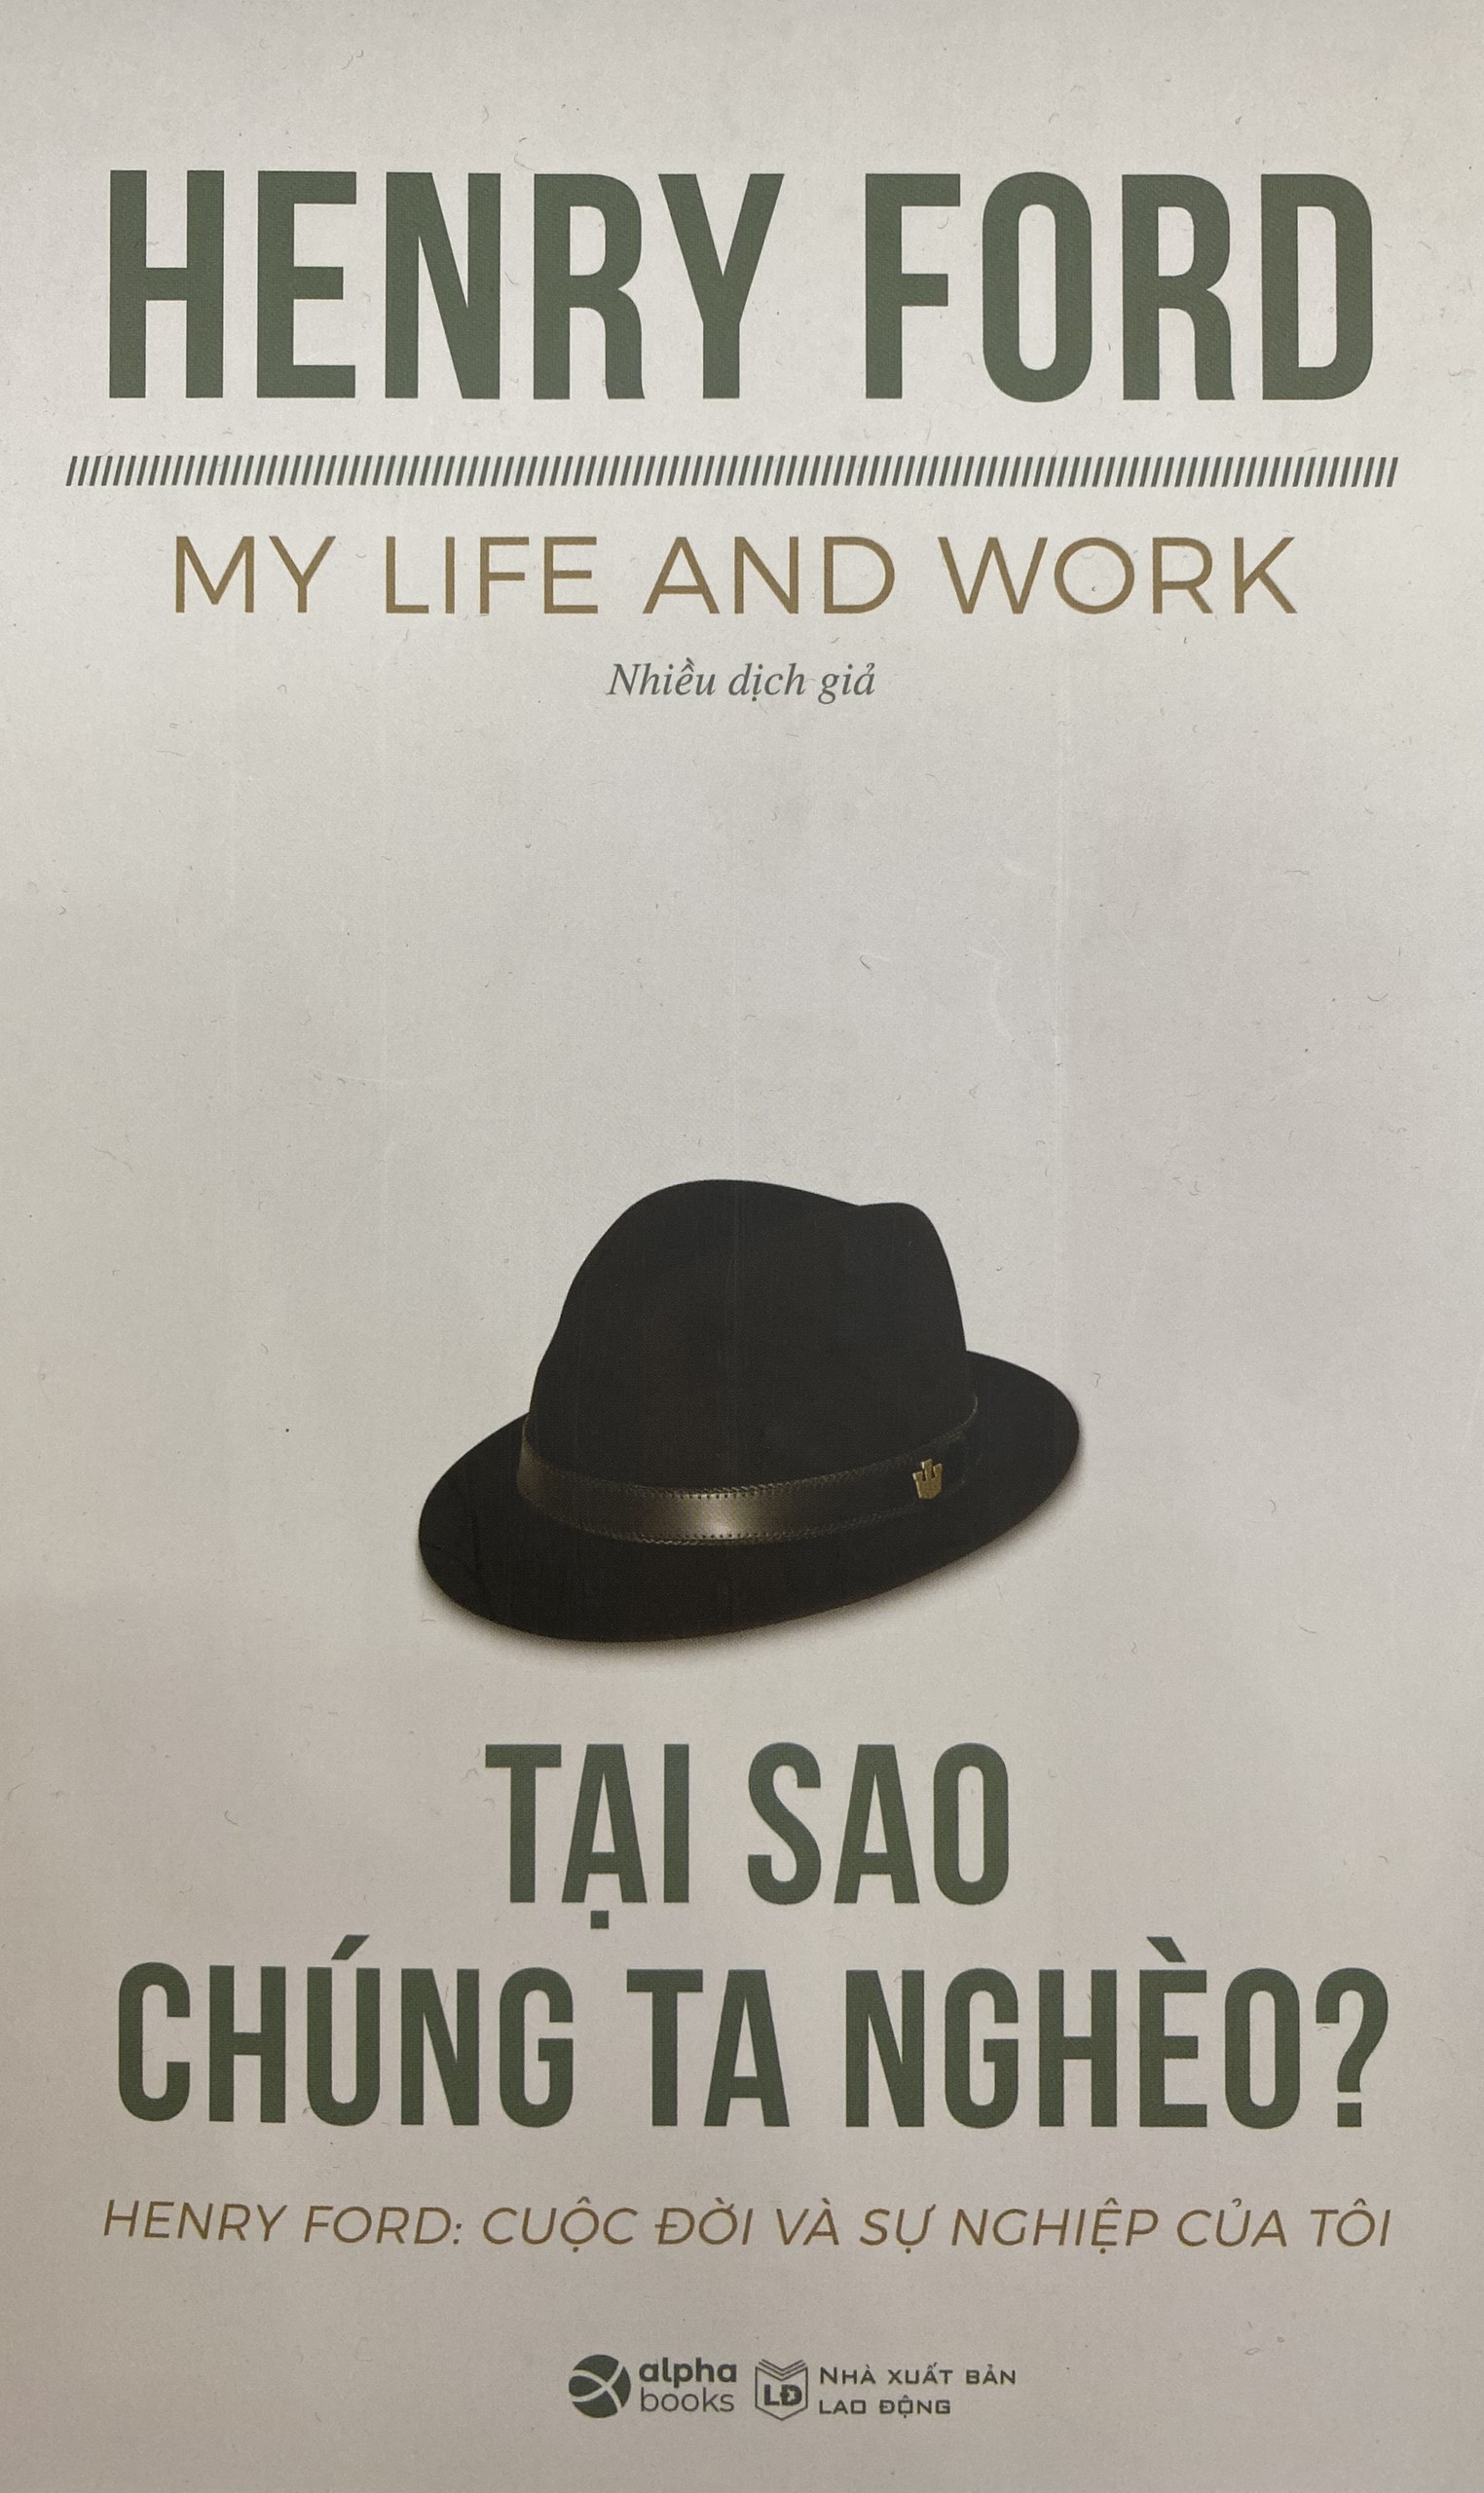 HENRY FORD
MY LIFE AND WORK
Nhiều dịch giả
TẠI SAO
CHÚNG TA NGHÈO?
HENRY FORD: CUỘC ĐỜI VÀ SỰ NGHIỆP CỦA TÔI
alpha
books
LĐ
NHÀ XUẤT BẢN
LAO ĐỘNG